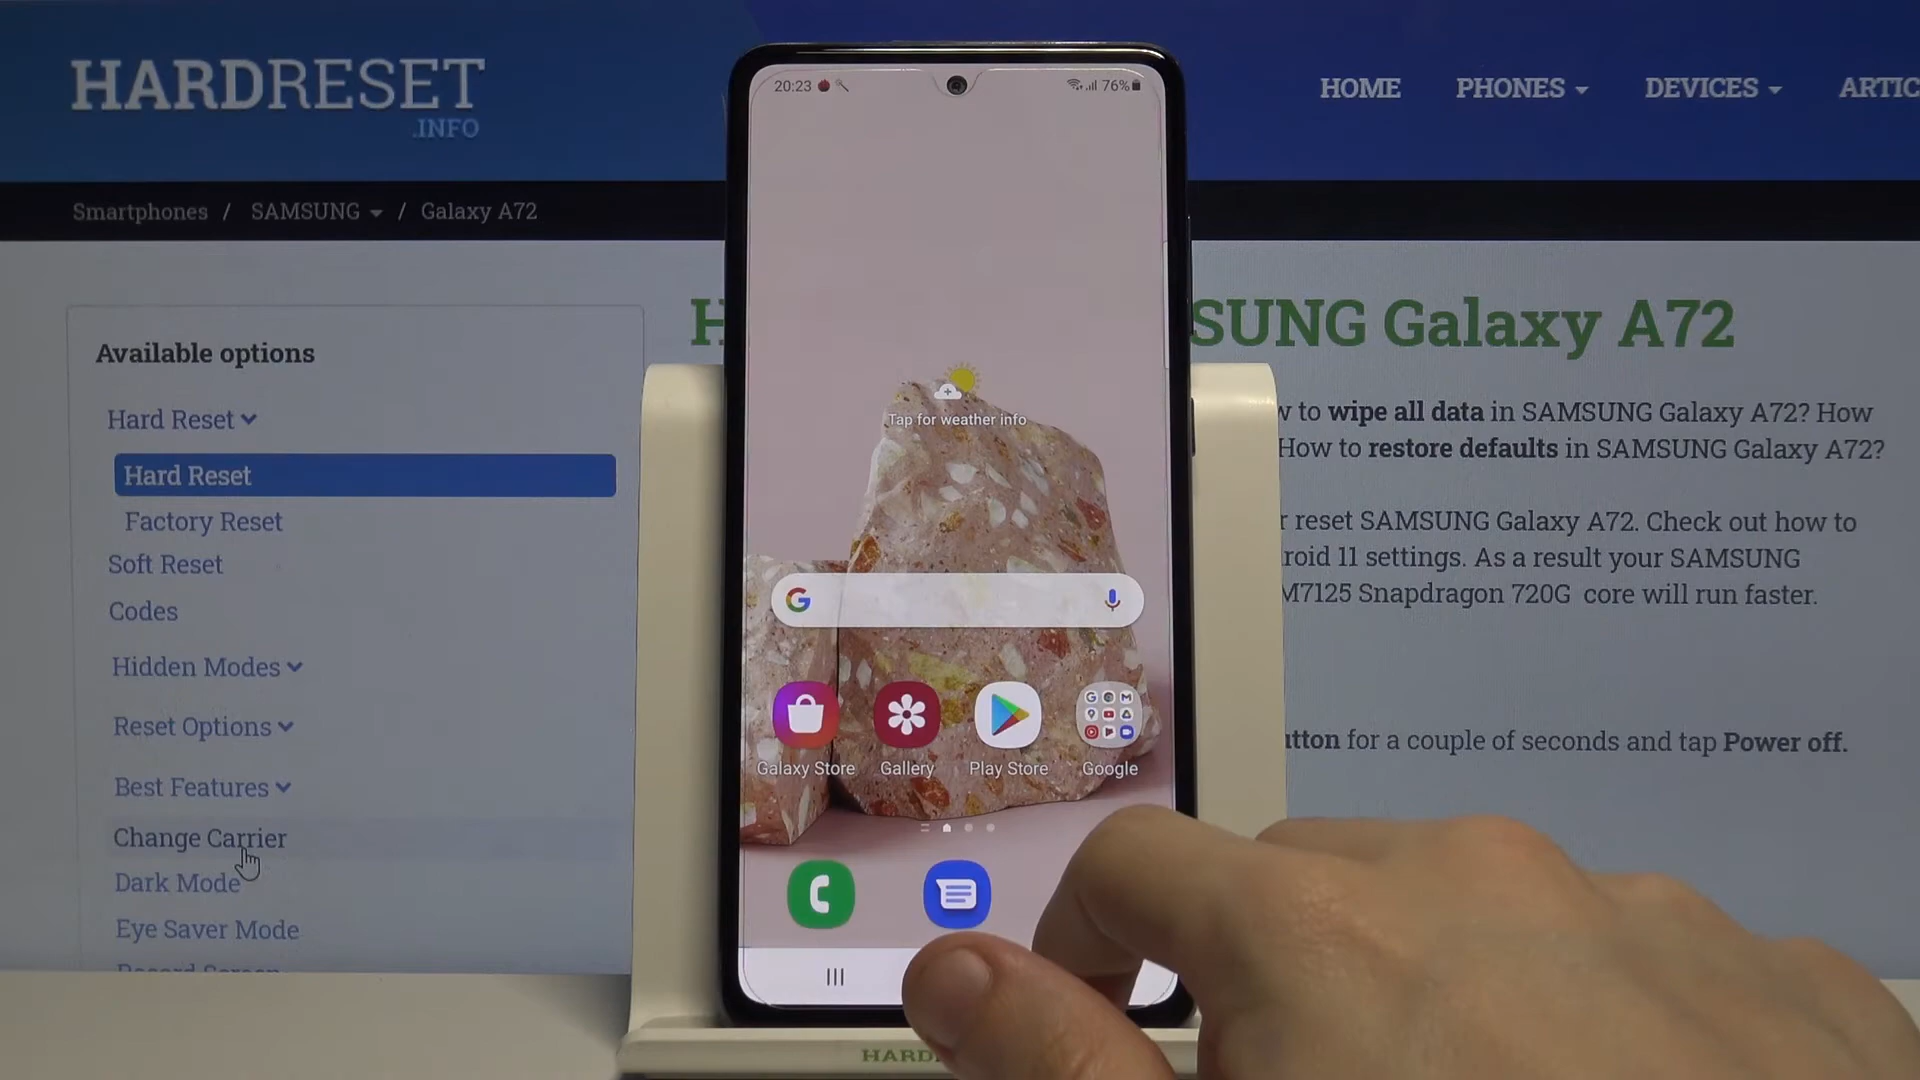 HARDRESET
.INFO
HOME
PHONES
DEVICES
Smartphones / SAMSUNG / Galaxy A72
SUNG Galaxy A72
Available options
Hard Reset
Hard Reset
Factory Reset
Soft Reset
Codes
Hidden Modes
Reset Options
Best Features
Change Carrier
Dark Mode
Eye Saver Mode
Record Screen
20:23
76%
Tap for weather info
Galaxy Store
Gallery
Play Store
Google
to wipe all data in SAMSUNG Galaxy A72? How
How to restore defaults in SAMSUNG Galaxy A72?
reset SAMSUNG Galaxy A72. Check out how to
roid 11 settings. As a result your SAMSUNG
M7125 Snapdragon 720G core will run faster.
for a couple of seconds and tap Power off.
HARD